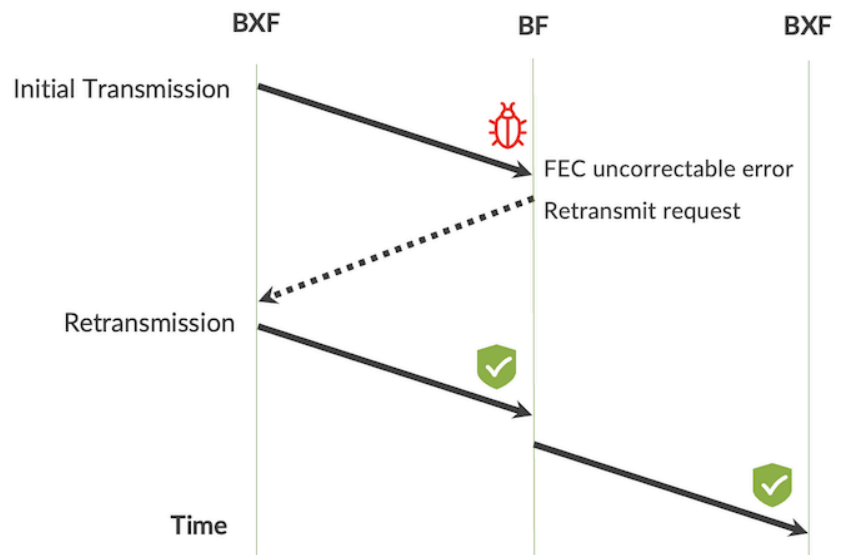 BXF
BF
BXF
Initial Transmission
FEC uncorrectable error
Retransmit request
Retransmission
Time